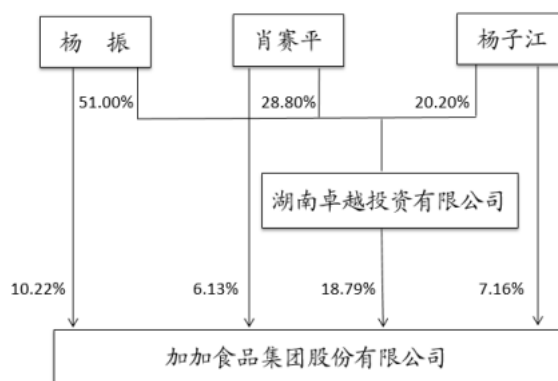 杨 振
肖赛平
杨子江
51.00%
28.80%
20.20%
湖南卓越投资有限公司
10.22%
6.13%
18.79%
7.16%
加加食品集团股份有限公司